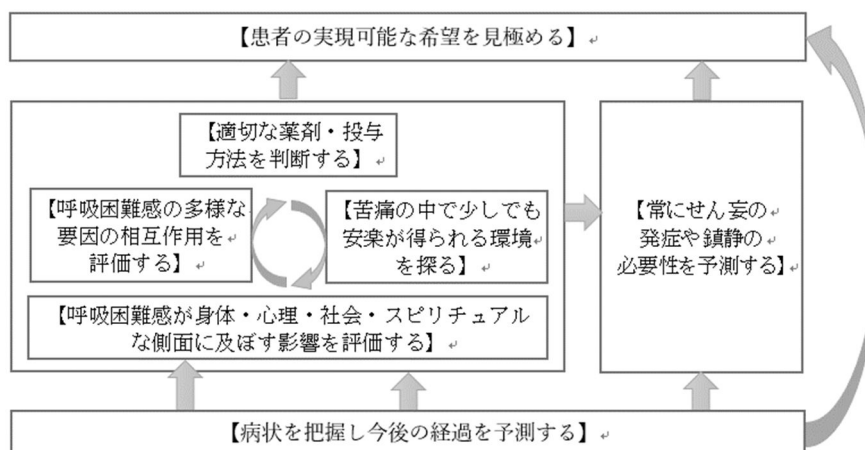 【患者の実現可能な希望を見極める】↵
【適切な薬剤・投与
方法を判断する】↵
【呼吸困難感の多様な
要因の相互作用を↵
評価する】↵
【苦痛の中で少しでも
安楽が得られる環境
を探る】↵
【呼吸困難感が身体・心理・社会・スピリチュアル
な側面に及ぼす影響を評価する】↵
【常にせん妄の
発症や鎮静の
必要性を予測する】↵
【病状を把握し今後の経過を予測する】↵